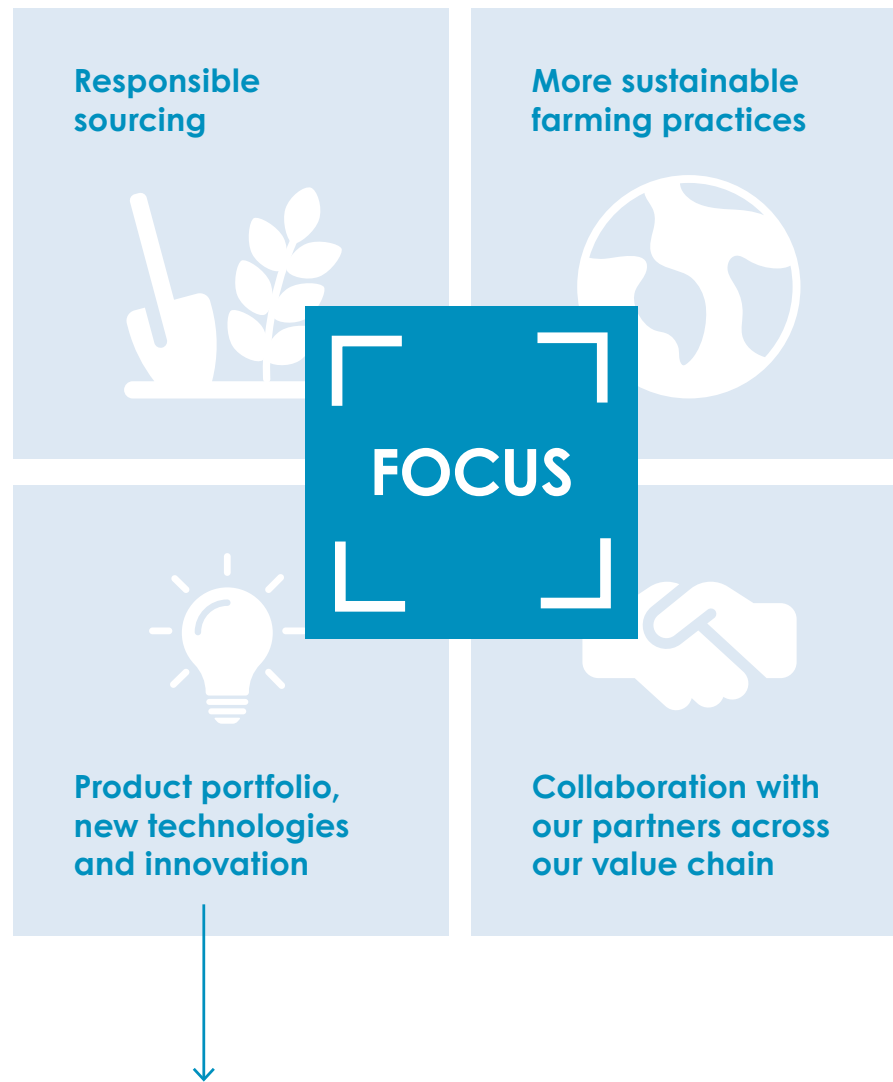 Responsible
sourcing
More sustainable
farming practices
FOCUS
Product portfolio,
new technologies
and innovation
Collaboration with
our partners across
our value chain